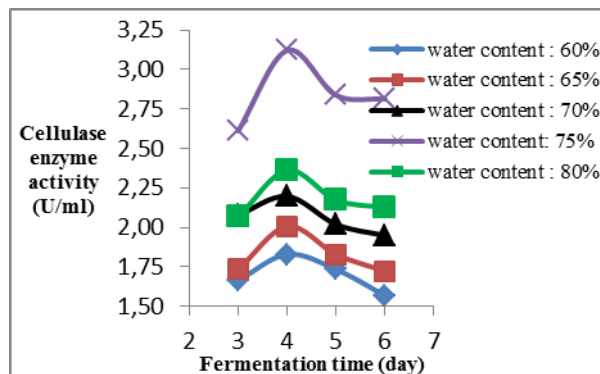 3,25
3,00
2,75
2,50
2,25
2,00
1,75
1,50
Cellulase
enzyme
activity
(U/ml)
2 3 4 5 6 7
Fermentation time (day)
water content : 60%
water content : 65%
water content : 70%
water content: 75%
water content : 80%